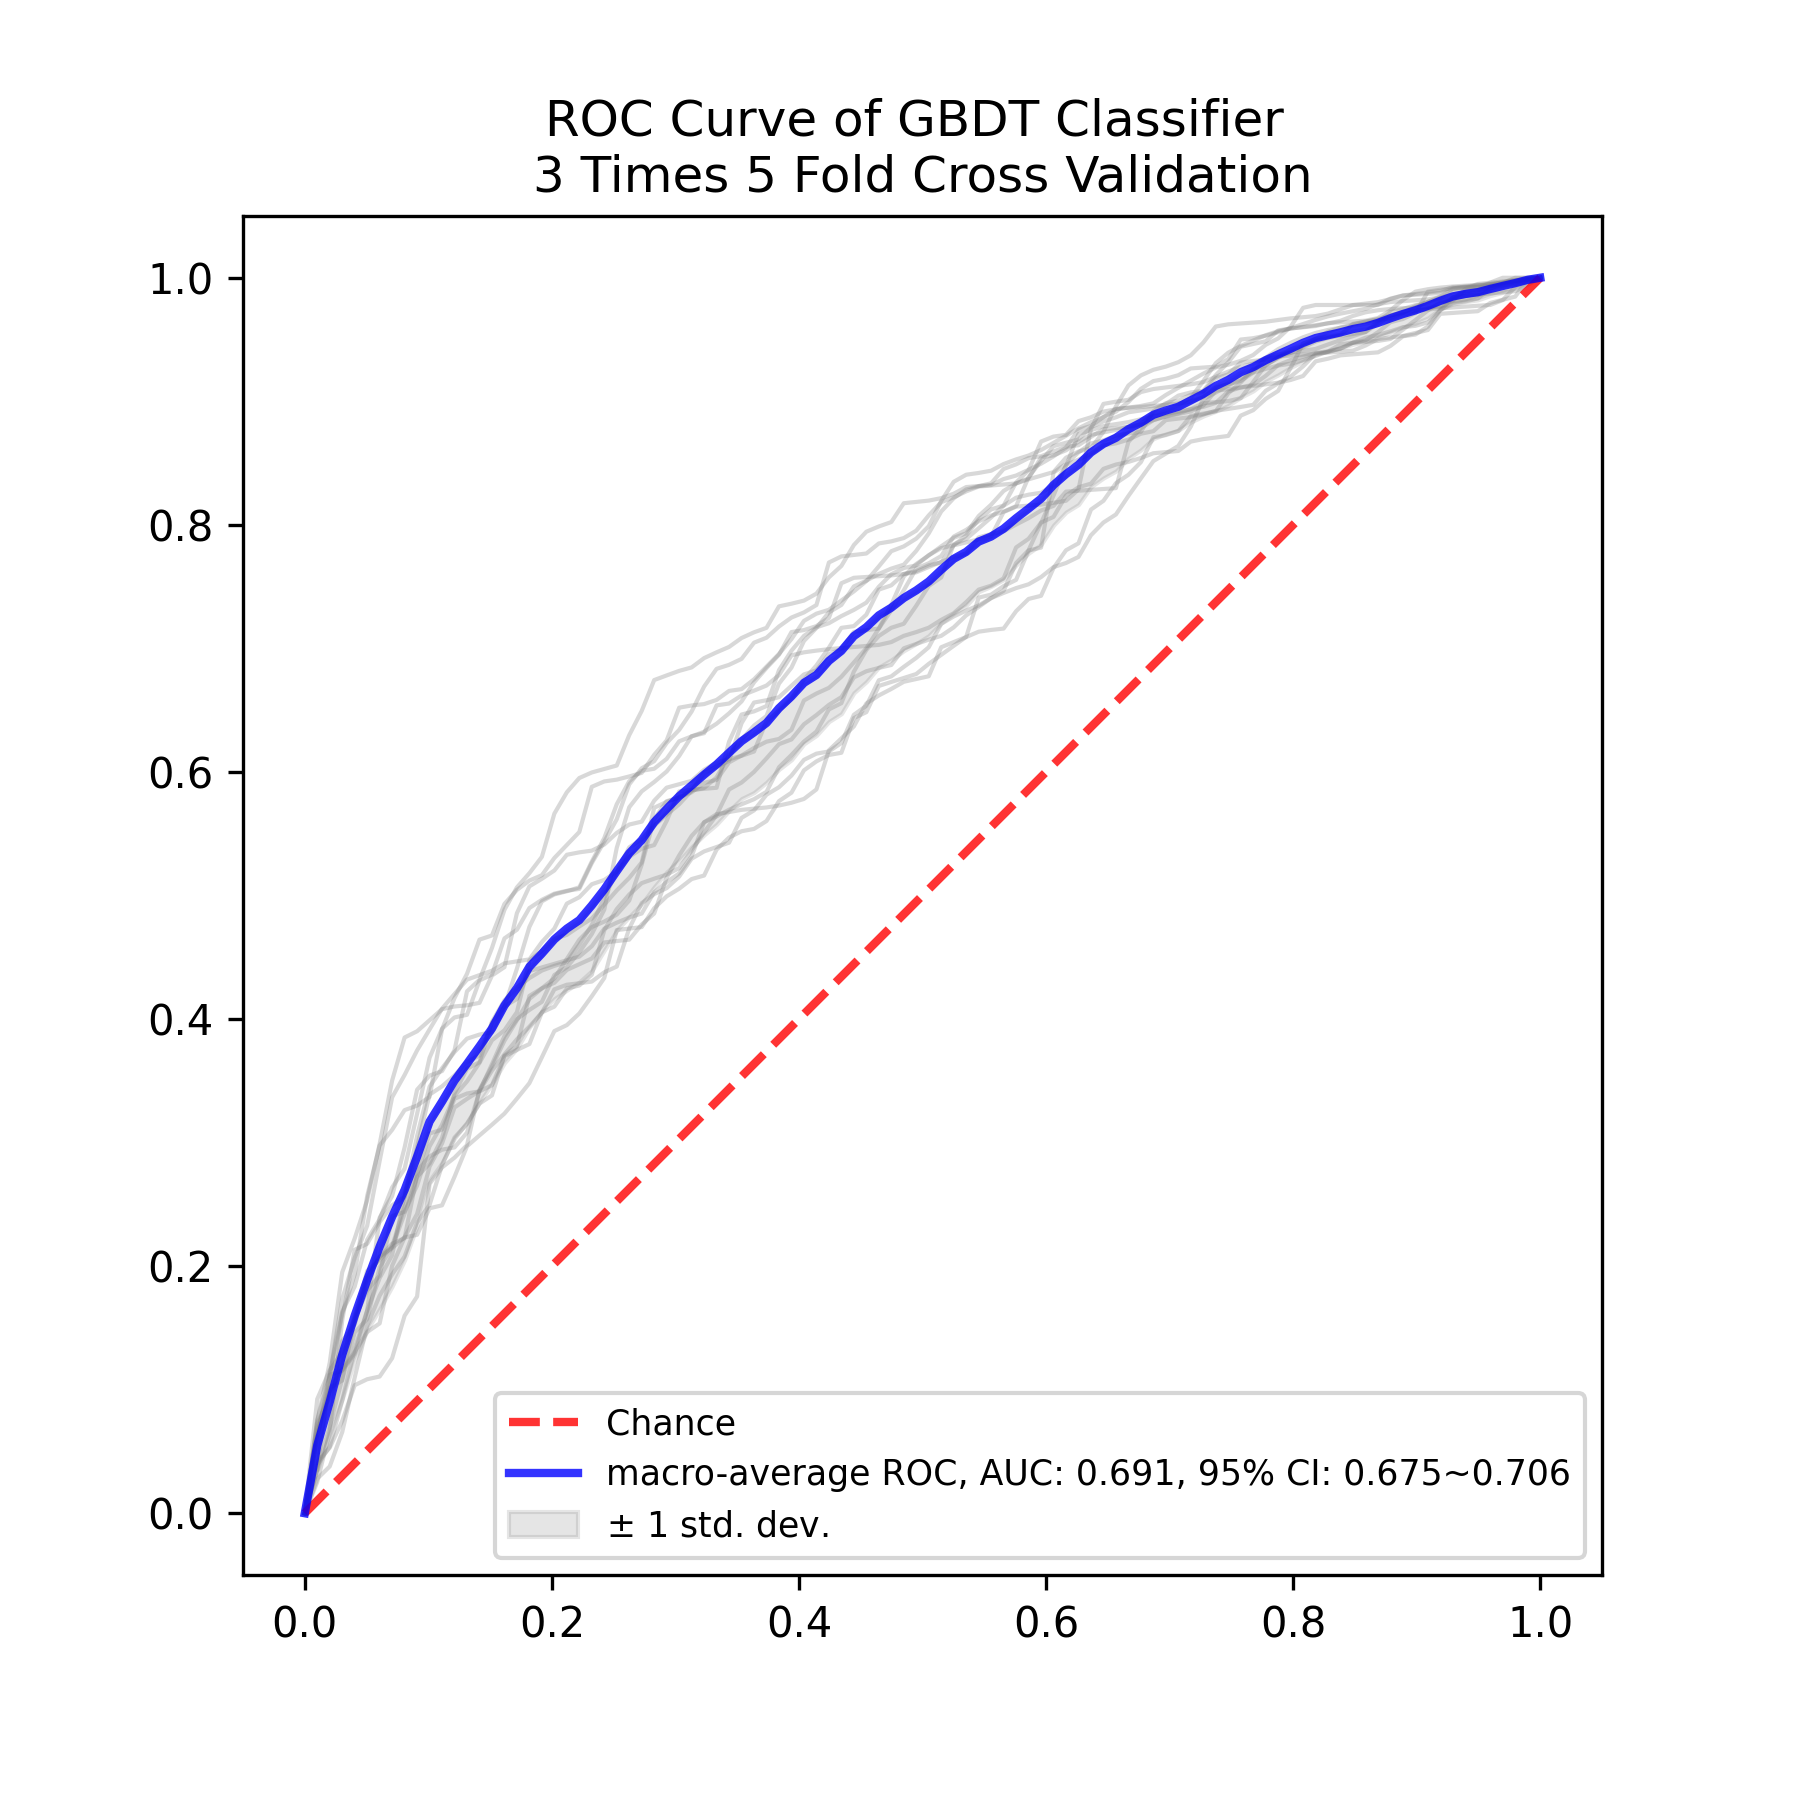 ROC Curve of GBDT Classifier
3 Times 5 Fold Cross Validation
1.0
0.8
0.6
0.4
0.2
0.0
Chance
macro-average ROC, AUC: 0.691, 95% CI: 0.675~0.706
± 1 std. dev.
0.0 0.2 0.4 0.6 0.8 1.0